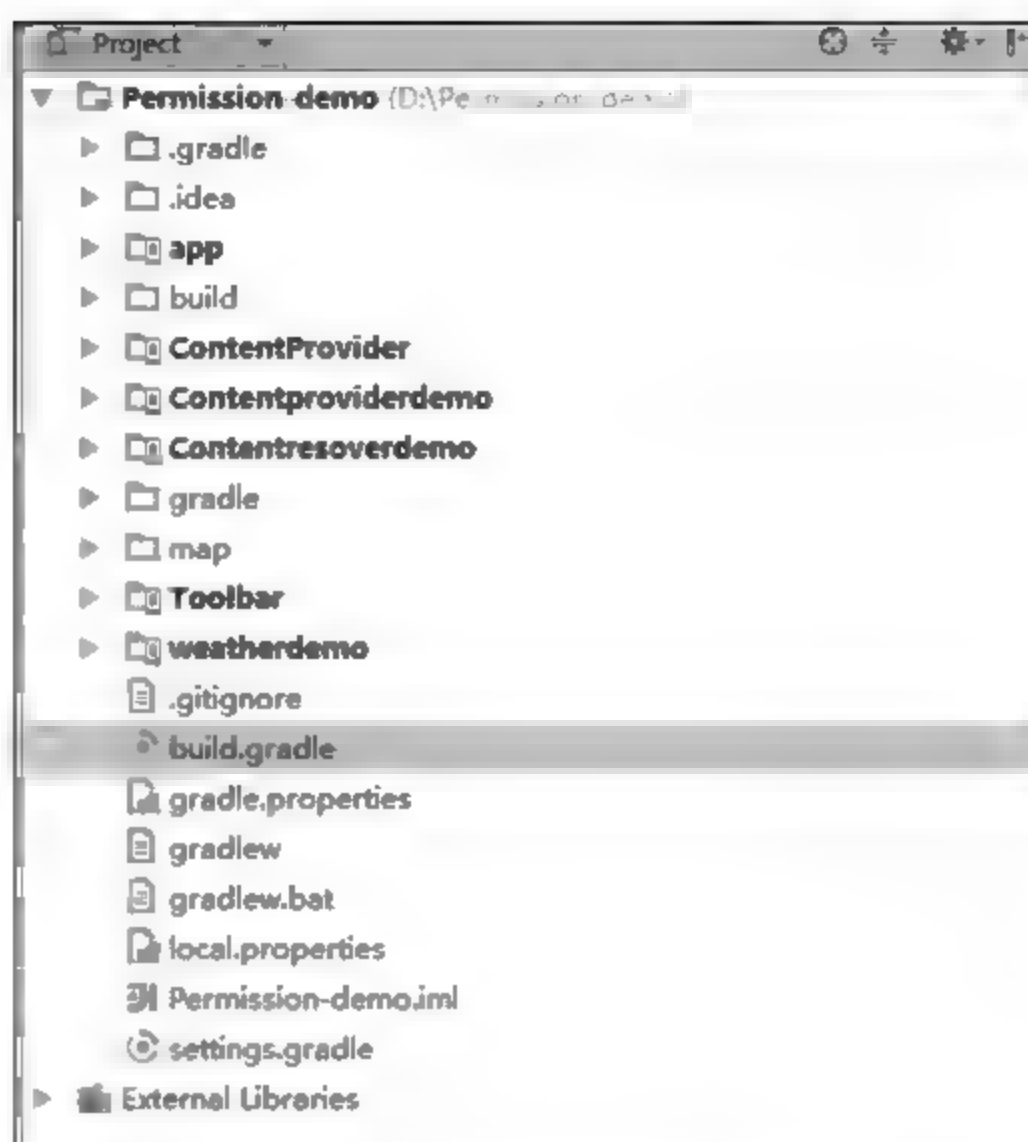 Project
Permission-demo (D:\Pe
.gradle
.idea
app
build
ContentProvider
Contentproviderdemo
Contentresoverdemo
gradle
map
Toolbar
weatherdemo
.gitignore
build.gradle
gradle.properties
gradlew
gradlew.bat
local.properties
Permission-demo.iml
settings.gradle
External Libraries